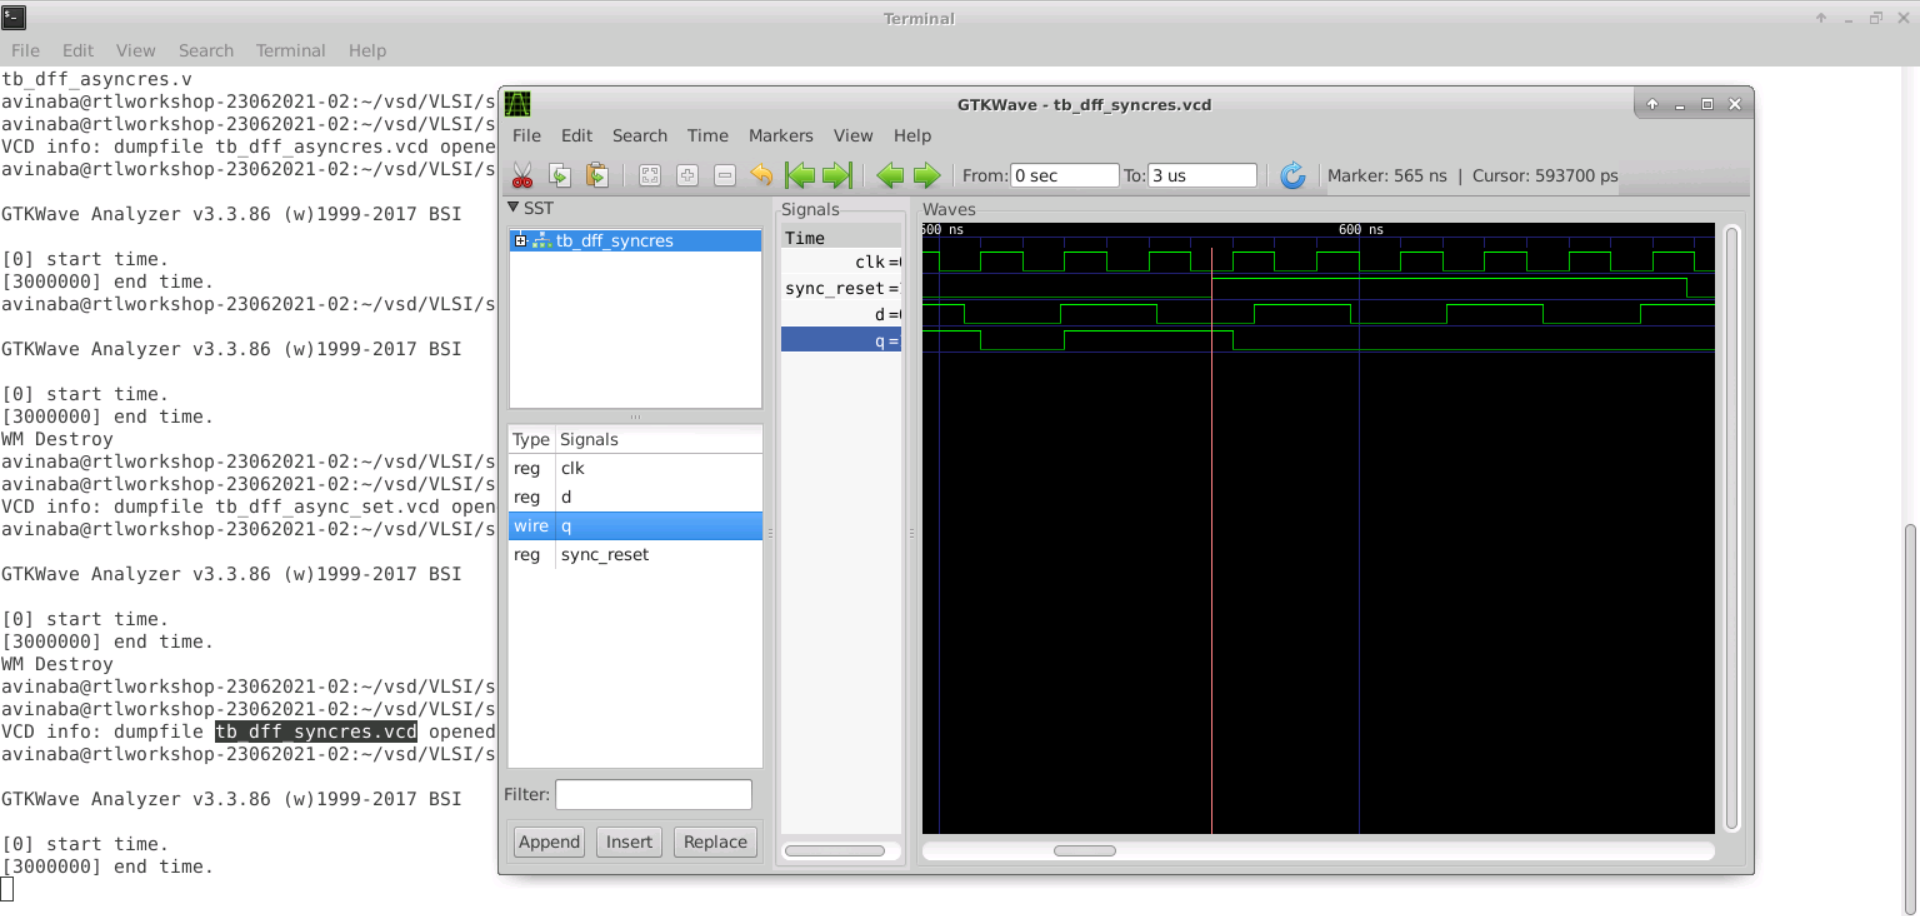 Terminal
File Edit View Search Terminal Help
tb_dff_asyncres.v
avinaba@rtlworkshop-23062021-02:~/vsd/VLSI/s
avinaba@rtlworkshop-23062021-02:~/vsd/VLSI/s
VCD info: dumpfile tb_dff_asyncres.vcd opene
avinaba@rtlworkshop-23062021-02:~/vsd/VLSI/s
GTKWave Analyzer v3.3.86 (w)1999-2017 BSI
[0] start time.
[3000000] end time.
avinaba@rtlworkshop-23062021-02:~/vsd/VLSI/s
GTKWave Analyzer v3.3.86 (w)1999-2017 BSI
[0] start time.
[3000000] end time.
WM Destroy
avinaba@rtlworkshop-23062021-02:~/vsd/VLSI/s
avinaba@rtlworkshop-23062021-02:~/vsd/VLSI/s
VCD info: dumpfile tb_dff_async_set.vcd open
avinaba@rtlworkshop-23062021-02:~/vsd/VLSI/s
GTKWave Analyzer v3.3.86 (w)1999-2017 BSI
[0] start time.
[3000000] end time.
WM Destroy
avinaba@rtlworkshop-23062021-02:~/vsd/VLSI/s
avinaba@rtlworkshop-23062021-02:~/vsd/VLSI/s
VCD info: dumpfile tb_dff_syncres.vcd opened
avinaba@rtlworkshop-23062021-02:~/vsd/VLSI/s
GTKWave Analyzer v3.3.86 (w)1999-2017 BSI
[0] start time.
[3000000] end time.
GTKWave - tb_dff_syncres.vcd
File Edit Search Time Markers View Help
From: 0 sec To: 3 us Marker: 565 ns | Cursor: 593700 ps
SST
tb_dff_syncres
Type Signals
reg clk
reg d
wire q
reg sync_reset
Filter:
Append Insert Replace
Signals
Time
clk =
sync_reset =
d =
q =
Waves
500 ns 600 ns